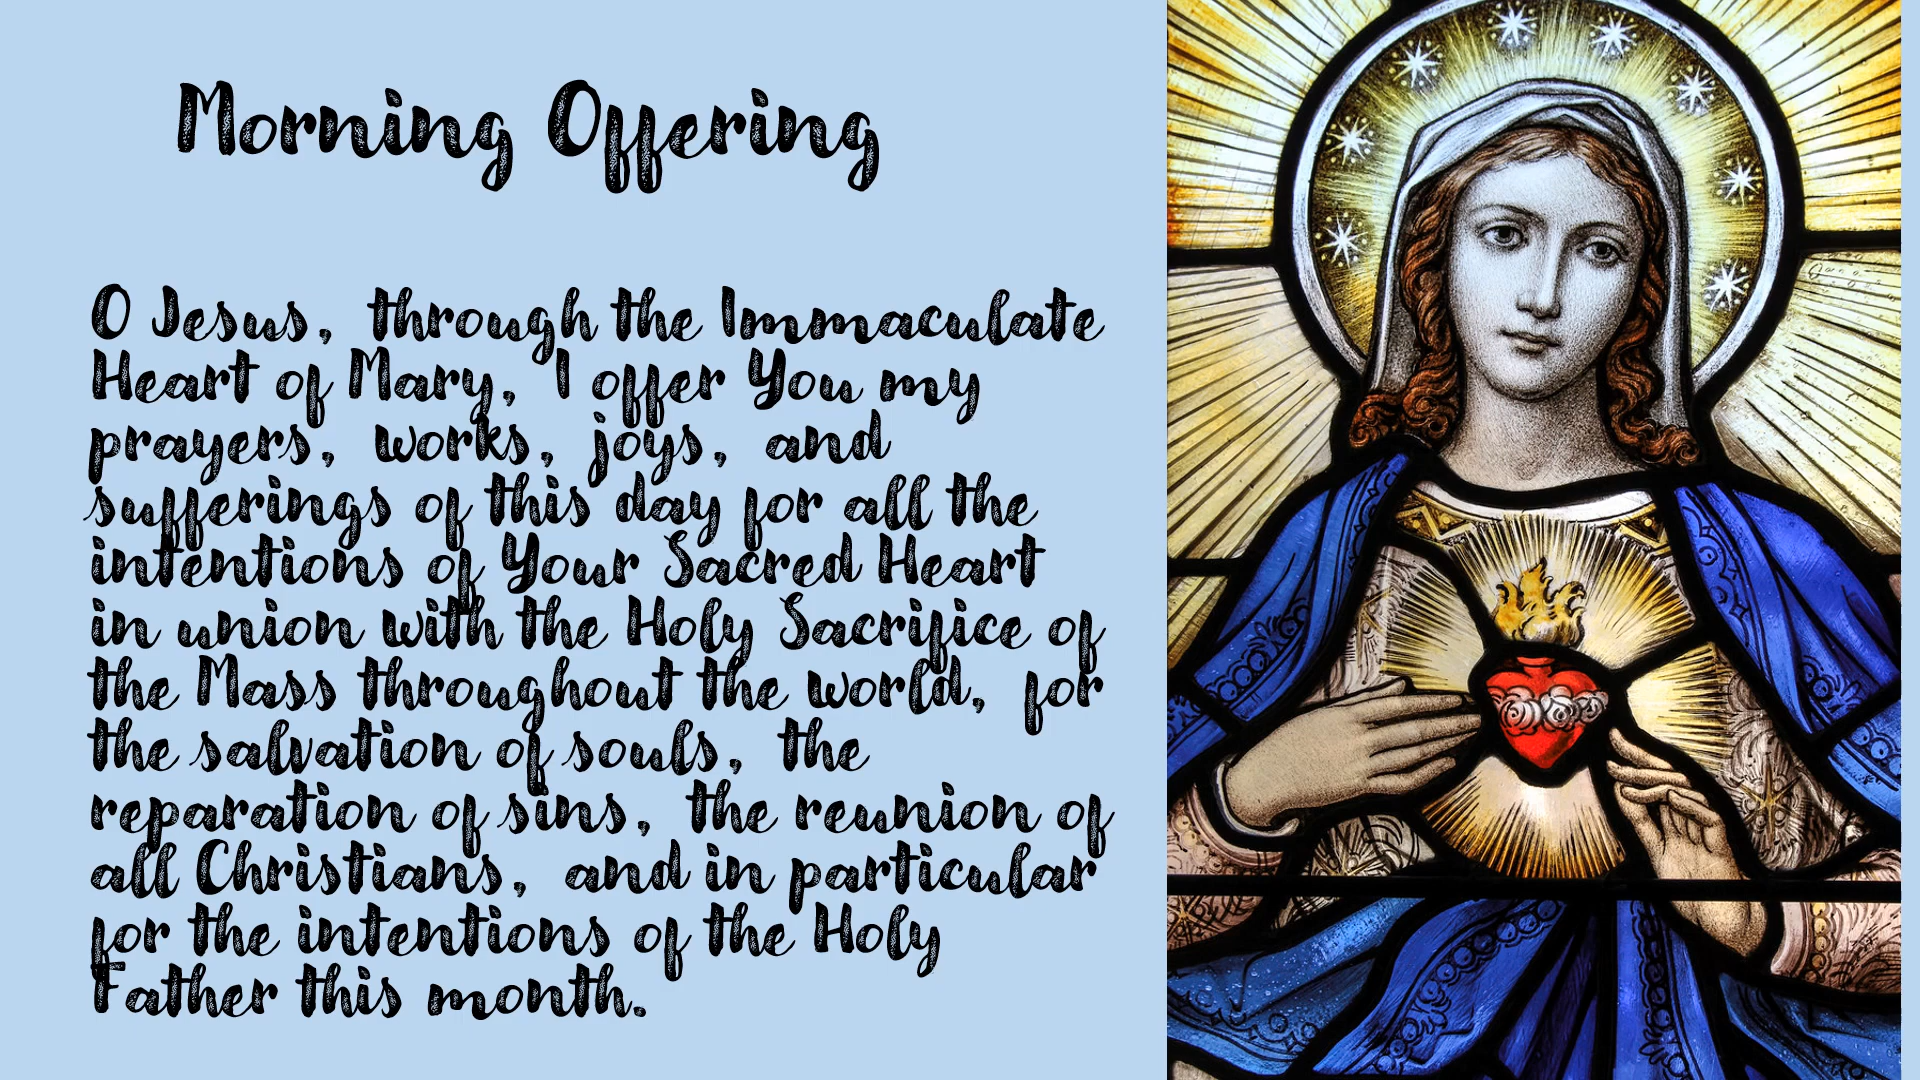 Morning Offering
O Jesus, through the Immaculate
Heart of Mary, I offer You my
prayers, works, joys, and
sufferings of this day for all the
intentions of Your Sacred Heart
in union with the Holy Sacrifice of
the Mass throughout the world, for
the salvation of souls, the
reparation of sins, the reunion of
all Christians, and in particular
for the intentions of the Holy
Father this month.